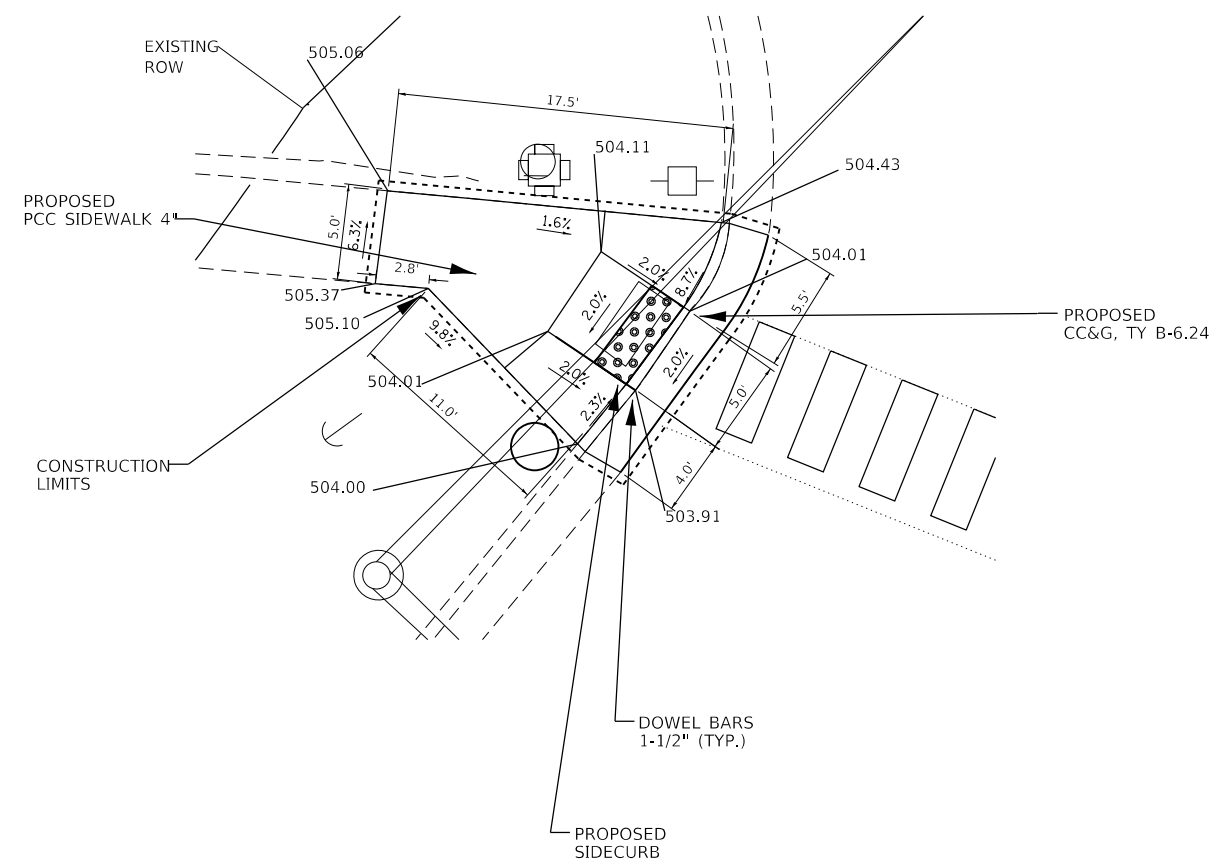 EXISTING
ROW
505.06
17.5'
504.11
504.43
PROPOSED
PCC SIDEWALK 4"
5.0'
6.3%
1.6%
2.8'
2.0%
8.7%
504.01
5.5'
505.37
505.10
9.8%
2.0%
PROPOSED
CC&G, TY B-6.24
504.01
2.0%
2.0%
5.0'
11.0'
2.3%
4.0'
CONSTRUCTION
LIMITS
504.00
503.91
DOWEL BARS
1-1/2" (TYP.)
PROPOSED
SIDECURB